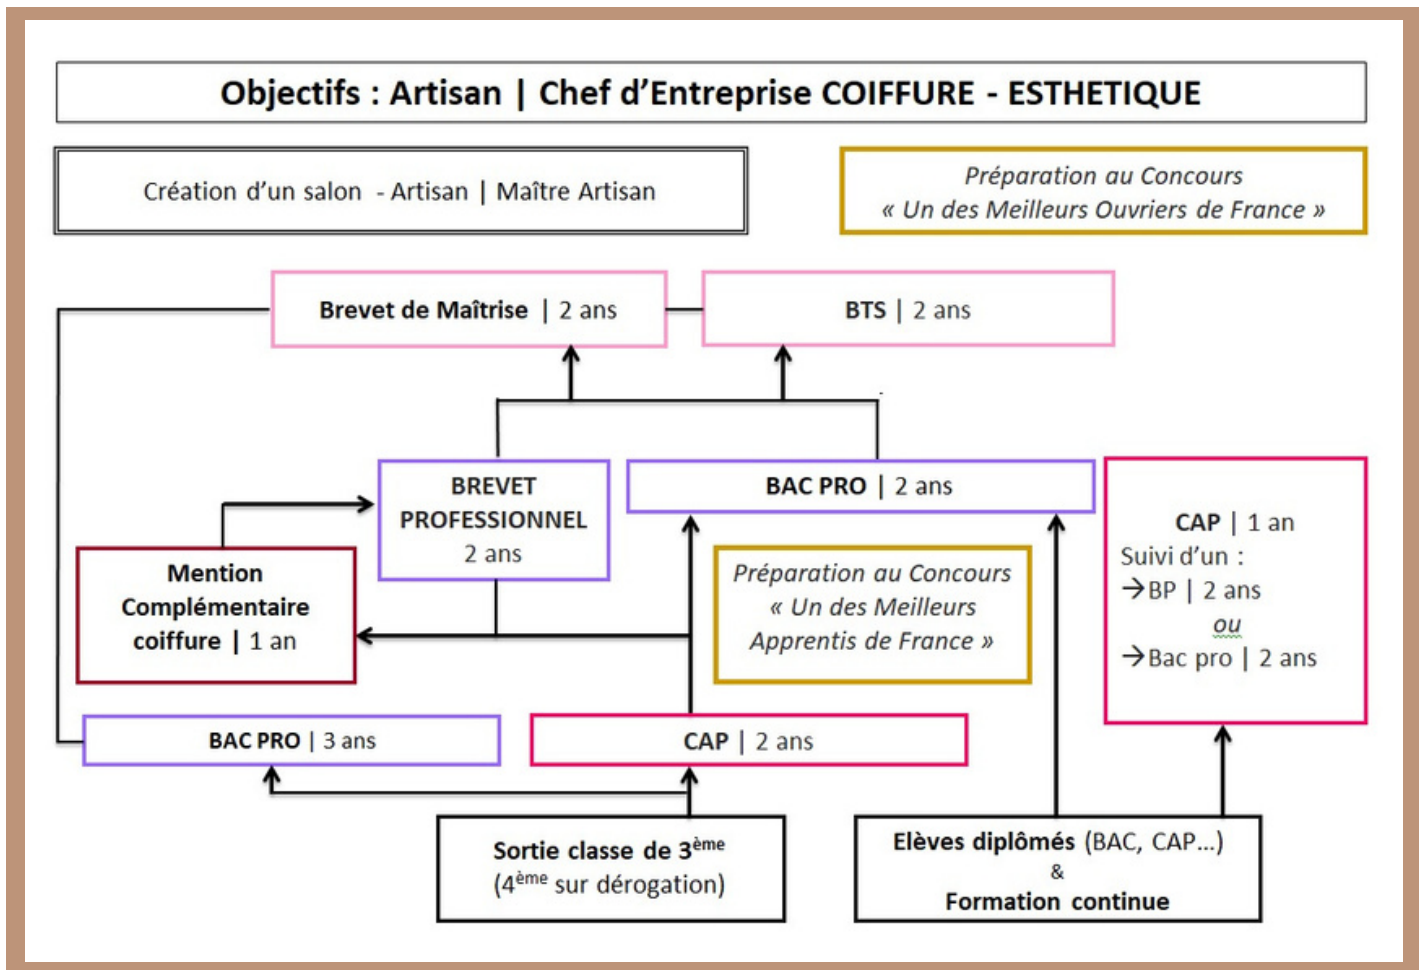 Objectifs : Artisan | Chef d’Entreprise COIFFURE - ESTHETIQUE
Création d’un salon - Artisan | Maître Artisan
Préparation au Concours
« Un des Meilleurs Ouvriers de France »
Brevet de Maîtrise | 2 ans
BTS | 2 ans
BREVET
PROFESSIONNEL
2 ans
BAC PRO | 2 ans
CAP | 1 an
Suivi d’un :
→BP | 2 ans
ou
→Bac pro | 2 ans
Mention
Complémentaire
coiffure | 1 an
Préparation au Concours
« Un des Meilleurs
Apprentis de France »
BAC PRO | 3 ans
CAP | 2 ans
Sortie classe de 3ème
(4ème sur dérogation)
Elèves diplômés (BAC, CAP...)
&
Formation continue